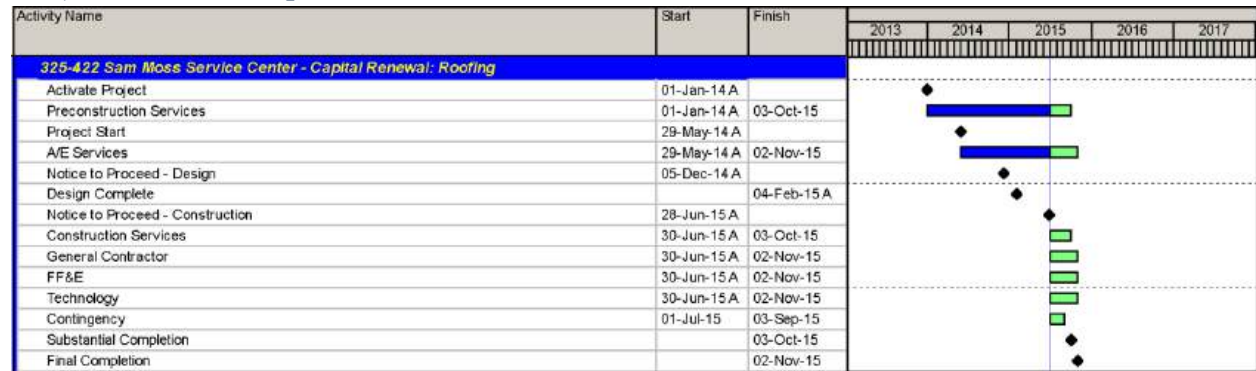 Activity Name Start Finish
2013 2014 2015 2016 2017
325-422 Sam Moss Service Center - Capital Renewal: Roofing
Activate Project 01-Jan-14 A
Preconstruction Services 01-Jan-14 A 03-Oct-15
Project Start 29-May-14 A
A/E Services 29-May-14 A 02-Nov-15
Notice to Proceed - Design 05-Dec-14 A
Design Complete 04-Feb-15 A
Notice to Proceed - Construction 28-Jun-15 A
Construction Services 30-Jun-15 A 03-Oct-15
General Contractor 30-Jun-15 A 02-Nov-15
FF&E 30-Jun-15 A 02-Nov-15
Technology 30-Jun-15 A 02-Nov-15
Contingency 01-Jul-15 03-Sep-15
Substantial Completion 03-Oct-15
Final Completion 02-Nov-15